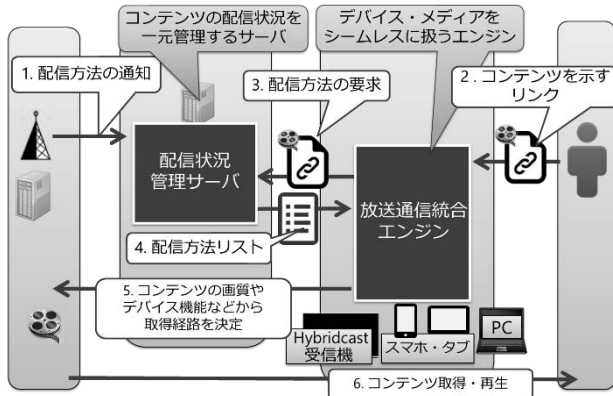 コンテンツの配信状況を
一元管理するサーバ
デバイス・メディアを
シームレスに扱うエンジン
1. 配信方法の通知
3. 配信方法の要求
2 . コンテンツを示す
リンク
配信状況
管理サーバ
放送通信統合
エンジン
4. 配信方法リスト
5. コンテンツの画質や
デバイス機能などから
取得経路を決定
Hybridcast
受信機
スマホ・タブ
PC
6. コンテンツ取得・再生